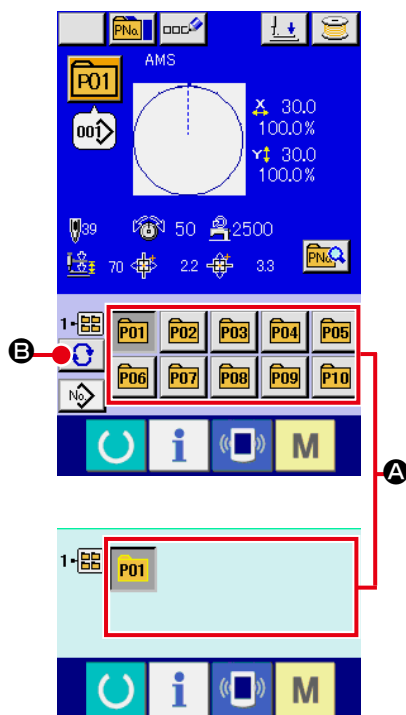 PNo.
AMS
P01
001
X 30.0
100.0%
Y 30.0
100.0%
39 50 2500
70 2.2 3.3
PNo.
1
P01 P02 P03 P04 P05
B
P06 P07 P08 P09 P10
No.
i M
A
1
P01
i M